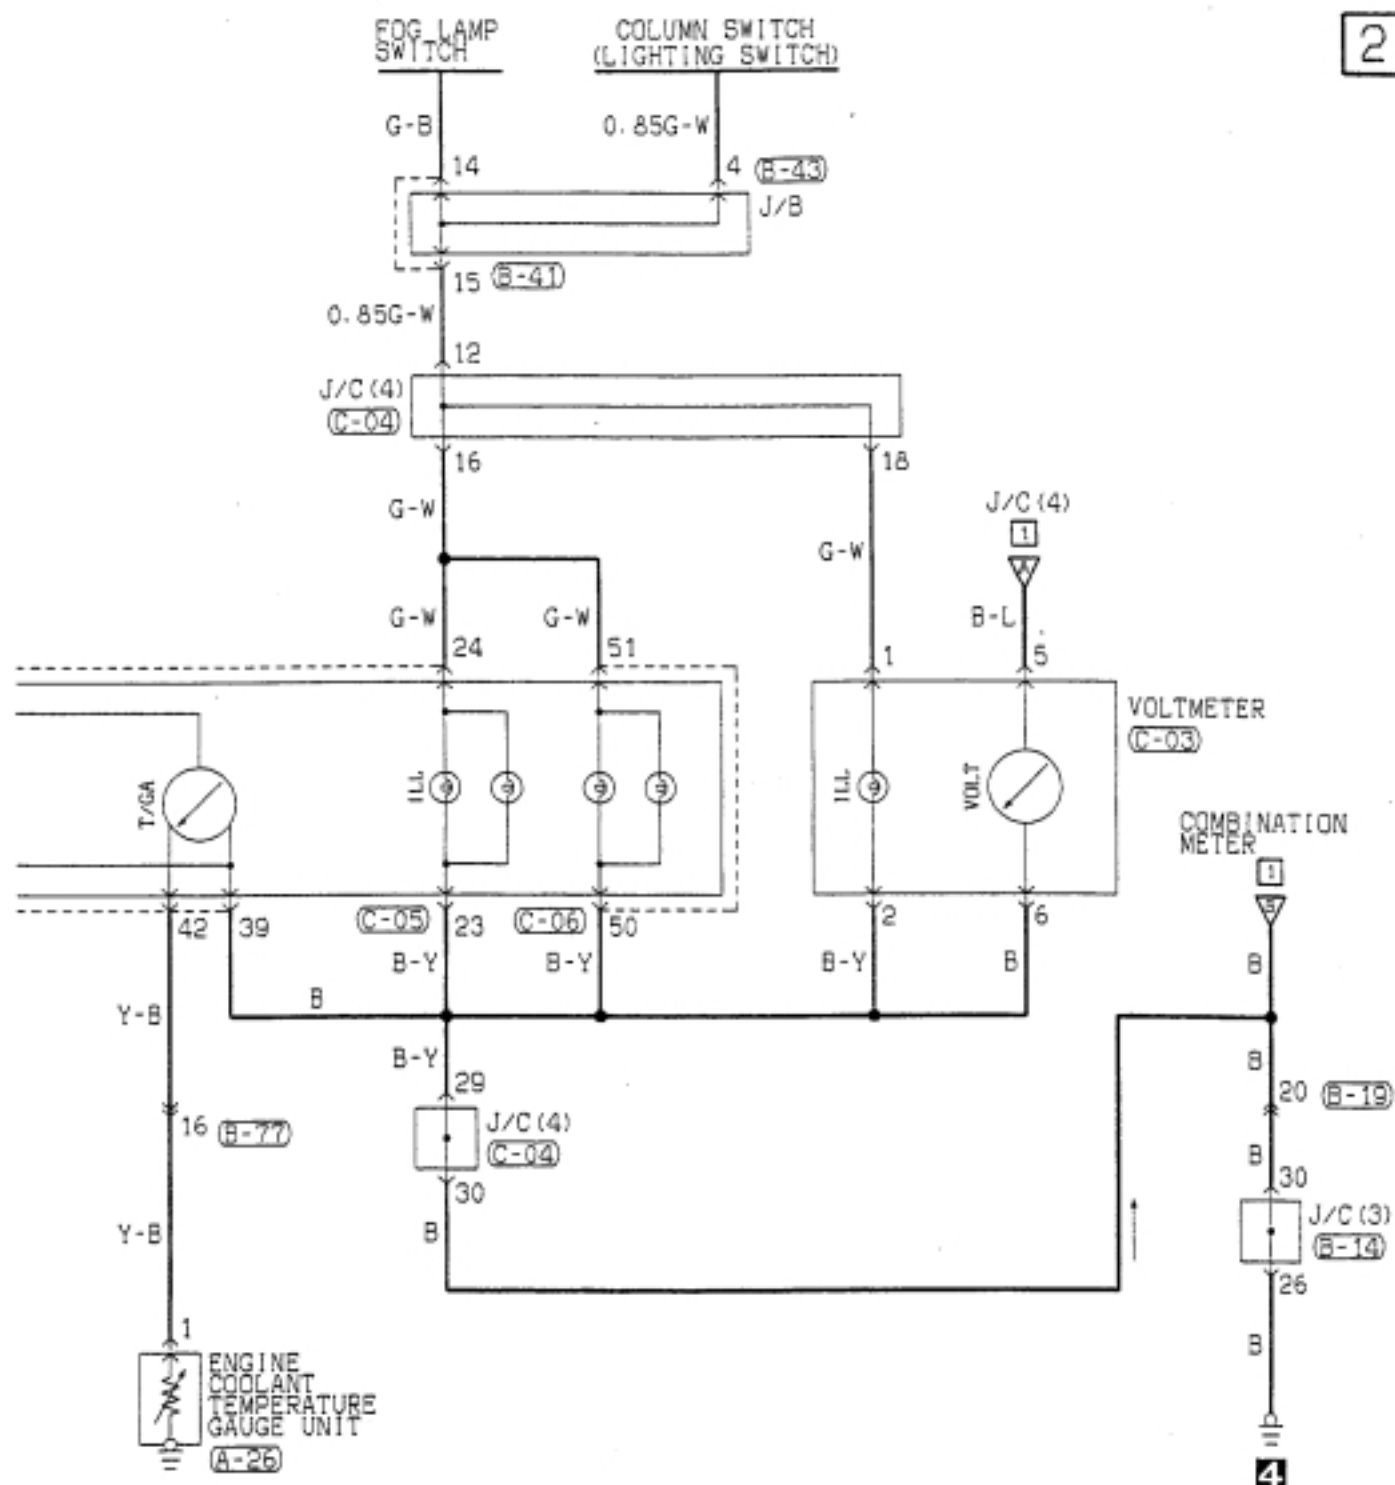 FOG LAMP
SWITCH
COLUMN SWITCH
(LIGHTING SWITCH)
2
G-B
0.85G-W
14
4
B-43
J/B
15
B-41
0.85G-W
12
J/C(4)
C-04
16
18
G-W
J/C(4)
1
G-W
A
G-W
G-W
B-L
24
51
1
5
VOLTMETER
C-03
T/GA
ILL
ILL
VOLT
COMBINATION
METER
1
42
39
C-05
23
C-06
50
2
6
B-Y
B-Y
B-Y
B
B
B
Y-B
B-Y
B
29
20
B-19
16
B-77
J/C(4)
C-04
B
30
30
J/C(3)
B-14
Y-B
B
26
1
B
ENGINE
COOLANT
TEMPERATURE
GAUGE UNIT
A-26
4